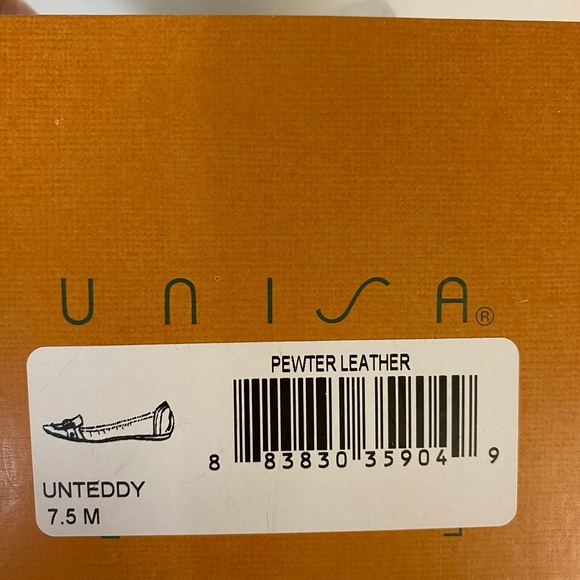 UNISA®
PEWTER LEATHER
8 83830 35904 9
UNTEDDY
7.5 M